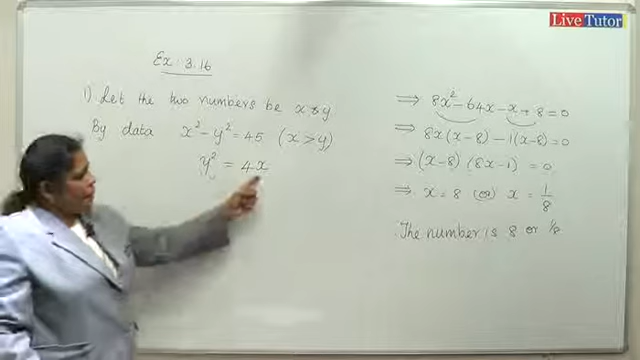 Live Tutor
Ex: 3.16
1) Let the two numbers be x & y
By data x² - y² = 45 (x > y)
y² = 4x
⇒ 8x² - 64x - x + 8 = 0
⇒ 8x(x-8) - 1(x-8) = 0
⇒ (x-8) (8x-1) = 0
⇒ x = 8 (or) x = 1/8
The number is 8 or 1/8